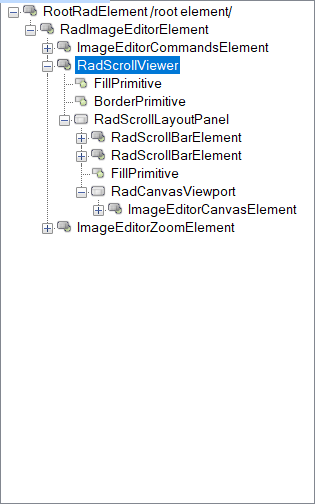 RootRadElement /root element/
RadImageEditorElement
ImageEditorCommandsElement
RadScrollViewer
FillPrimitive
BorderPrimitive
RadScrollLayoutPanel
RadScrollBarElement
RadScrollBarElement
FillPrimitive
RadCanvasViewport
ImageEditorCanvasElement
ImageEditorZoomElement